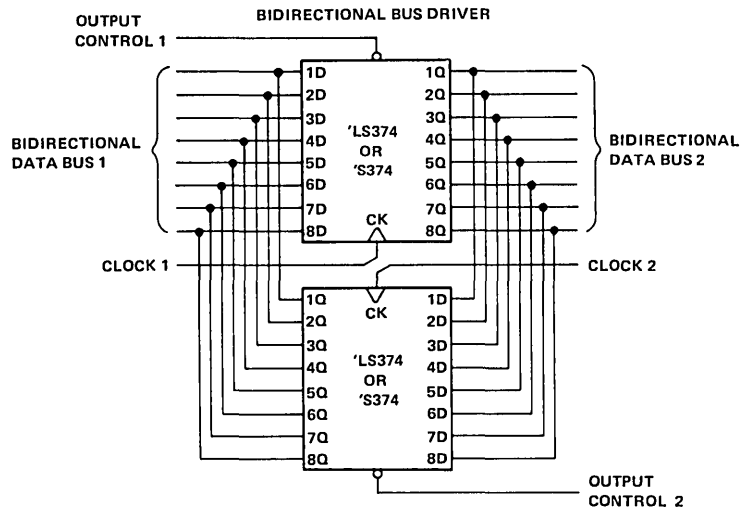 BIDIRECTIONAL BUS DRIVER
OUTPUT
CONTROL 1
1D
2D
3D
4D
5D
6D
7D
8D
'LS374
OR
'S374
CK
1Q
2Q
3Q
4Q
5Q
6Q
7Q
8Q
BIDIRECTIONAL
DATA BUS 1
BIDIRECTIONAL
DATA BUS 2
CLOCK 1
CLOCK 2
CK
1Q
2Q
3Q
4Q
5Q
6Q
7Q
8Q
'LS374
OR
'S374
1D
2D
3D
4D
5D
6D
7D
8D
OUTPUT
CONTROL 2